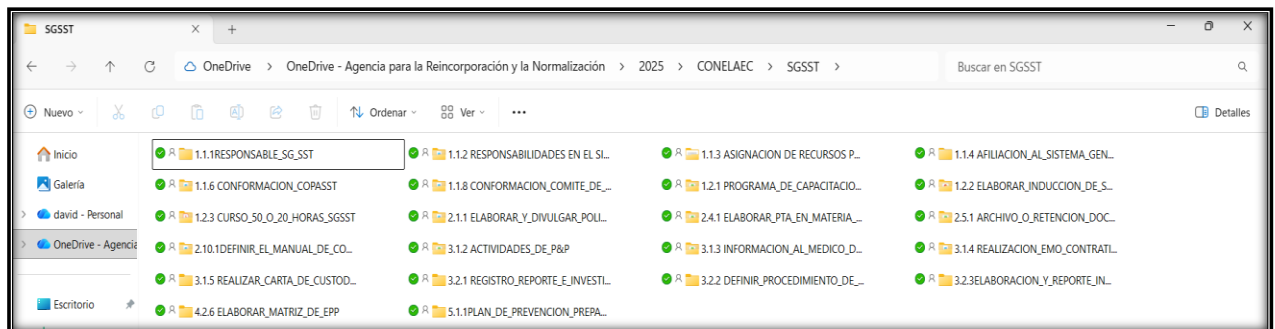 SGSST
OneDrive > OneDrive - Agencia para la Reincorporación y la Normalización > 2025 > CONELAEC > SGSST >
Buscar en SGSST
Nuevo
Ordenar
Ver
Detalles
Inicio
Galería
david - Personal
OneDrive - Agencia
Escritorio
1.1.1RESPONSABLE_SG_SST
1.1.2 RESPONSABILIDADES EN EL SI...
1.1.3 ASIGNACION DE RECURSOS P...
1.1.4 AFILIACION_AL_SISTEMA_GEN...
1.1.6 CONFORMACION_COPASST
1.1.8 CONFORMACION_COMITE_DE_...
1.2.1 PROGRAMA_DE_CAPACITACIO...
1.2.2 ELABORAR_INDUCCION_DE_S...
1.2.3 CURSO_50_O_20_HORAS_SGSST
2.1.1 ELABORAR_Y_DIVULGAR_POLI...
2.4.1 ELABORAR_PTA_EN_MATERIA_...
2.5.1 ARCHIVO_O_RETENCION_DOC...
2.10.1DEFINIR_EL_MANUAL_DE_CO...
3.1.2 ACTIVIDADES_DE_P&P
3.1.3 INFORMACION_AL_MEDICO_D...
3.1.4 REALIZACION_EMO_CONTRATI...
3.1.5 REALIZAR_CARTA_DE_CUSTOD...
3.2.1 REGISTRO_REPORTE_E_INVESTI...
3.2.2 DEFINIR_PROCEDIMIENTO_DE_...
3.2.3ELABORACION_Y_REPORTE_IN...
4.2.6 ELABORAR_MATRIZ_DE_EPP
5.1.1PLAN_DE_PREVENCION_PREPA...